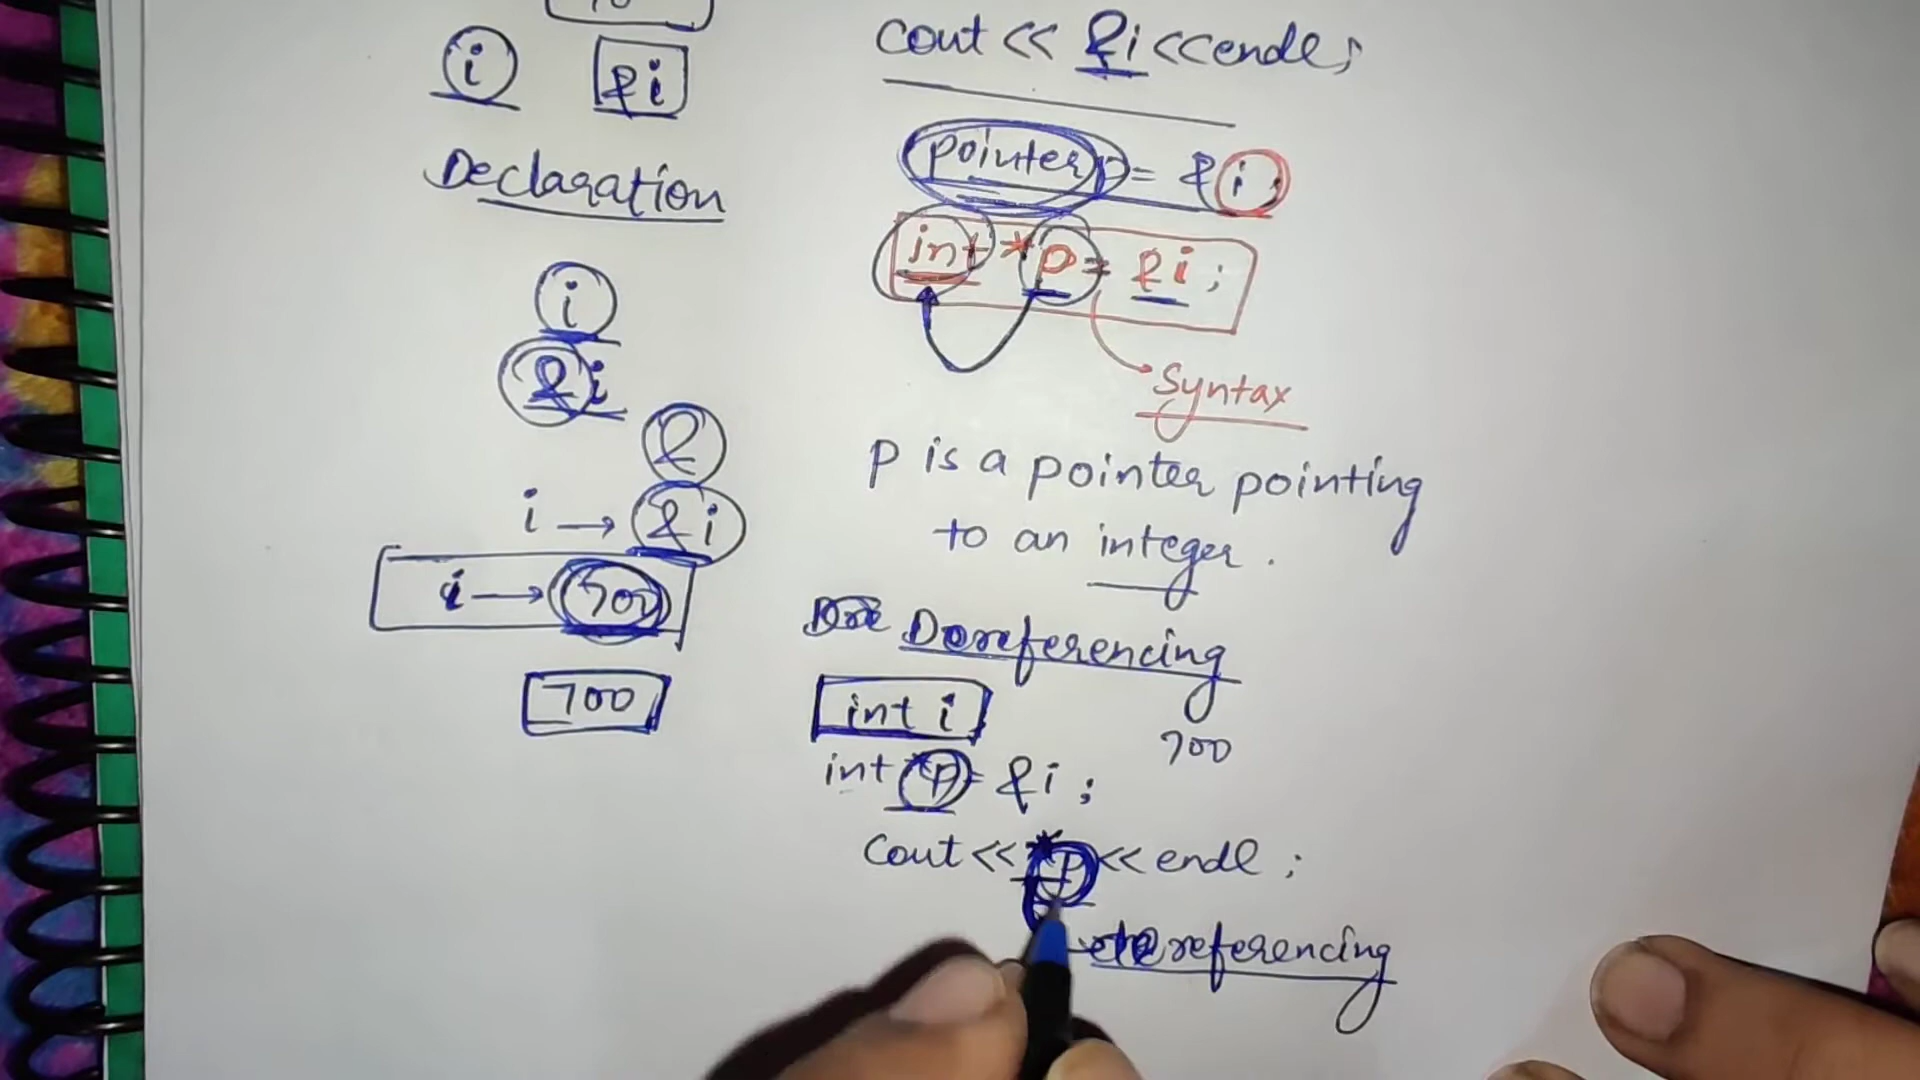 i &i
Declaration
i
&i
&
i → &i
i → 700
700
cout << &i << endl;
pointer p = &i;
int *p = &i;
Syntax
p is a pointer pointing
to an integer.
Dereferencing
int i
700
int *p = &i;
cout << *p << endl;
dereferencing